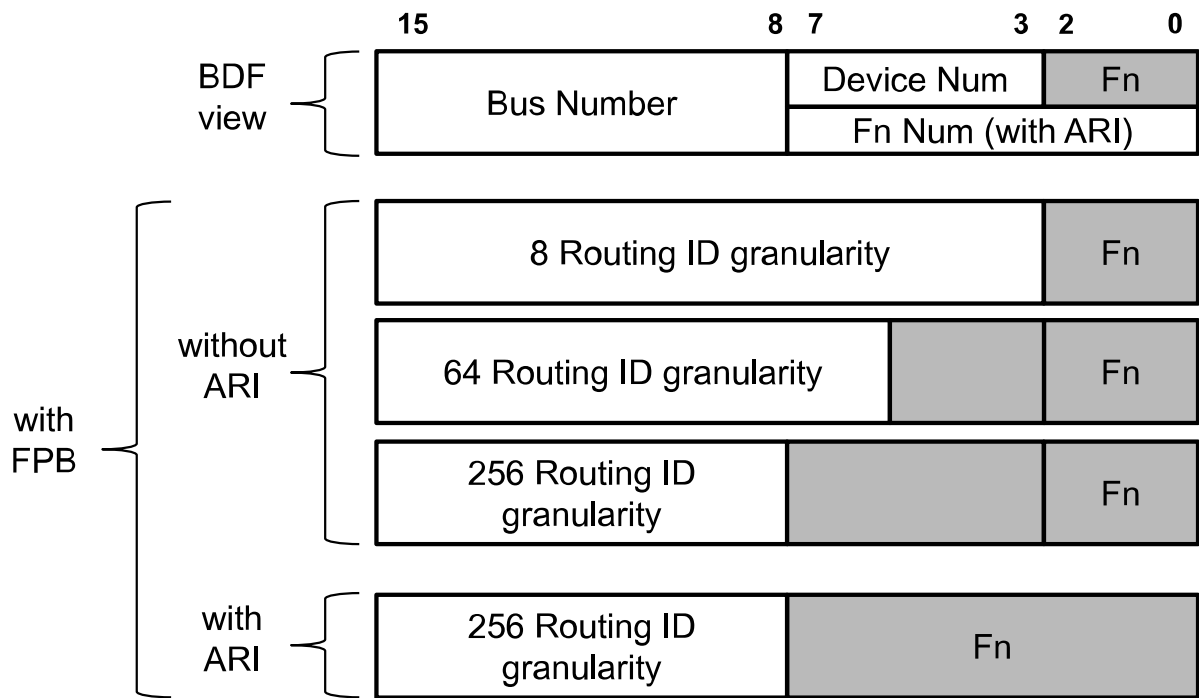 15 8 7 3 2 0
BDF
view
Bus Number
Device Num
Fn
Fn Num (with ARI)
with
FPB
without
ARI
8 Routing ID granularity
Fn
64 Routing ID granularity
Fn
256 Routing ID
granularity
Fn
with
ARI
256 Routing ID
granularity
Fn